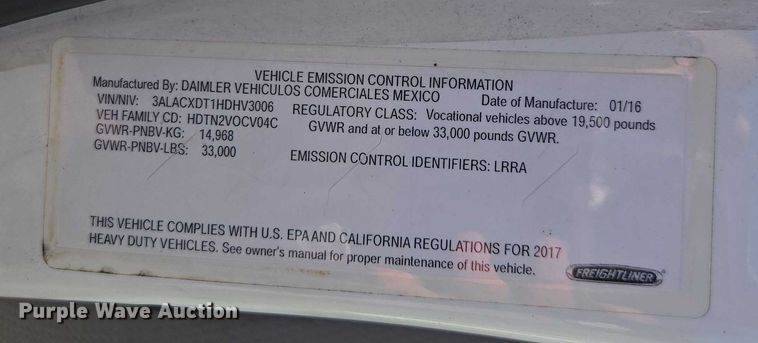 VEHICLE EMISSION CONTROL INFORMATION
Manufactured By: DAIMLER VEHICULOS COMERCIALES MEXICO Date of Manufacture: 01/16
VIN/NIV: 3ALACXDT1HDHV3006 REGULATORY CLASS: Vocational vehicles above 19,500 pounds
VEH FAMILY CD: HDTN2VOCV04C GVWR and at or below 33,000 pounds GVWR.
GVWR-PNBV-KG: 14,968
GVWR-PNBV-LBS: 33,000 EMISSION CONTROL IDENTIFIERS: LRRA
THIS VEHICLE COMPLIES WITH U.S. EPA AND CALIFORNIA REGULATIONS FOR 2017
HEAVY DUTY VEHICLES. See owner's manual for proper maintenance of this vehicle.
FREIGHTLINER
Purple Wave Auction